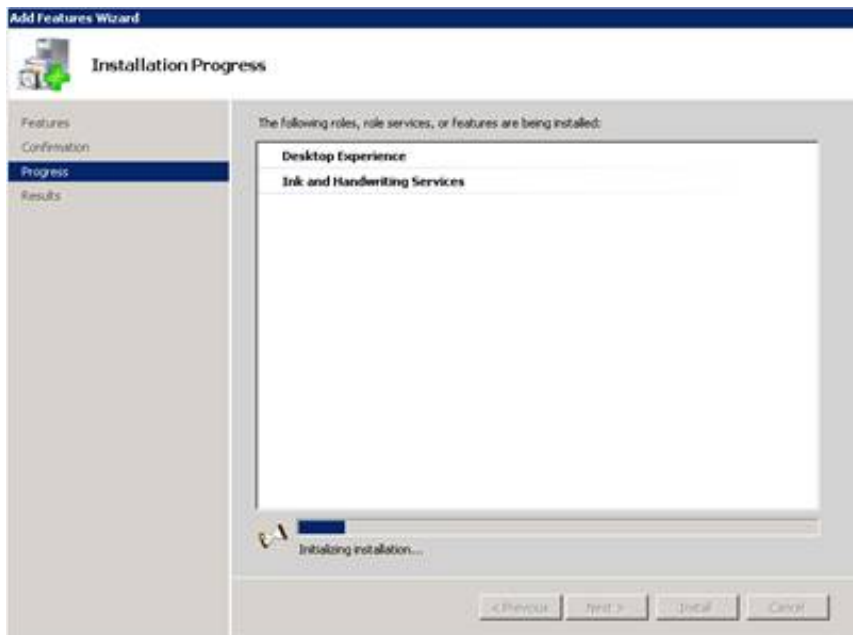 Add Features Wizard
Installation Progress
Features
Confirmation
Progress
Results
The following roles, role services, or features are being installed:
Desktop Experience
Ink and Handwriting Services
Initializing installation...
< Previous
Next >
Install
Cancel